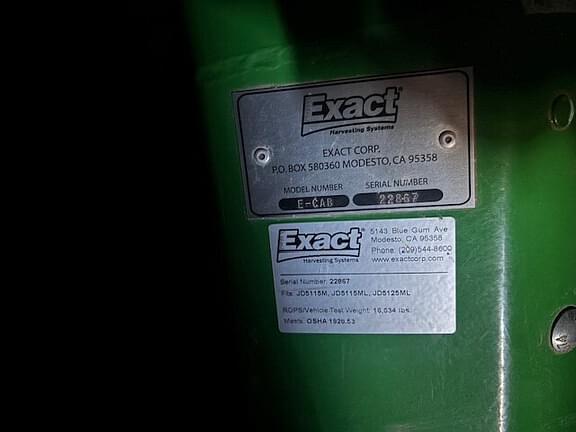 Exact®
Harvesting Systems
EXACT CORP.
P.O. BOX 580360 MODESTO, CA 95358
MODEL NUMBER SERIAL NUMBER
E-CAB 22867
Exact®
Harvesting Systems
5143 Blue Gum Ave
Modesto, CA 95358
Phone: (209)544-8600
www.exactcorp.com
Serial Number: 22867
Fits: JD5115M, JD5115ML, JD5125ML
ROPS/Vehicle Test Weight: 16,034 lbs.
Meets: OSHA 1928.53